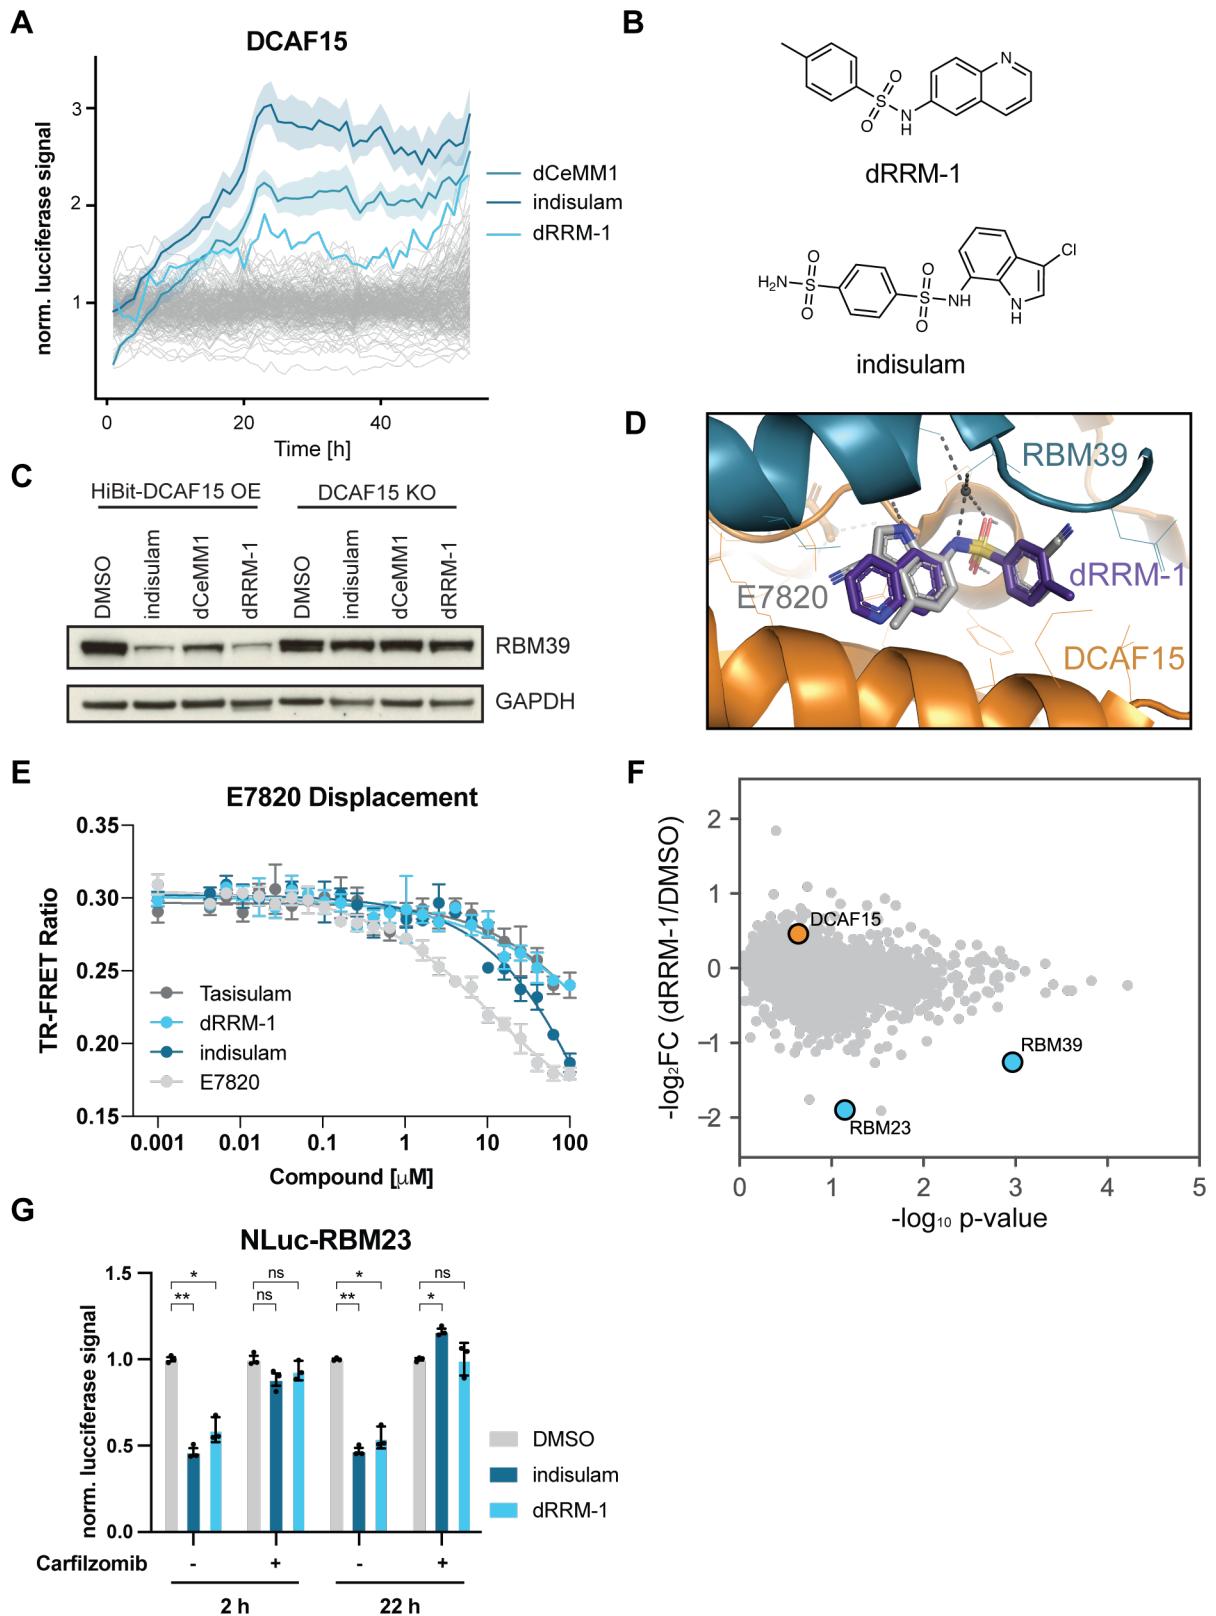 A
DCAF15
norm. lucciferase signal
3
2
1
0
20
40
Time [h]
dCeMM1
indisulam
dRRM-1
B
N
O
S
O
N
H
dRRM-1
H₂N
O
S
O
O
S
O
NH
Cl
N
H
indisulam
C
HiBit-DCAF15 OE
DCAF15 KO
DMSO
indisulam
dCeMM1
dRRM-1
DMSO
indisulam
dCeMM1
dRRM-1
RBM39
GAPDH
D
RBM39
dRRM-1
E7820
DCAF15
E
E7820 Displacement
TR-FRET Ratio
0.35
0.30
0.25
0.20
0.15
Tasisulam
dRRM-1
indisulam
E7820
0.001
0.01
0.1
1
10
100
Compound [µM]
F
-log₂FC (dRRM-1/DMSO)
2
1
0
−1
−2
DCAF15
RBM39
RBM23
0
1
2
3
4
5
-log₁₀ p-value
G
NLuc-RBM23
norm. lucciferase signal
1.5
1.0
0.5
0.0
*
**
ns
ns
*
**
ns
*
DMSO
indisulam
dRRM-1
Carfilzomib
-
+
-
+
2 h
22 h